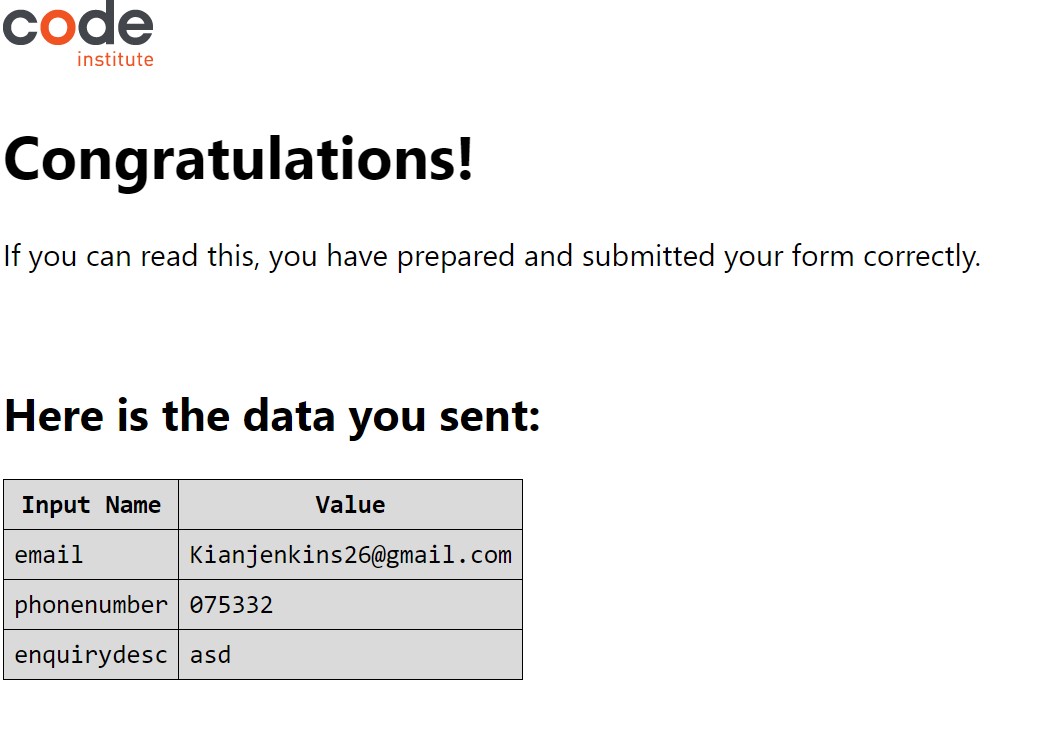 code
institute
Congratulations!
If you can read this, you have prepared and submitted your form correctly.
Here is the data you sent:
Input Name Value
email Kianjenkins26@gmail.com
phonenumber 075332
enquirydesc asd